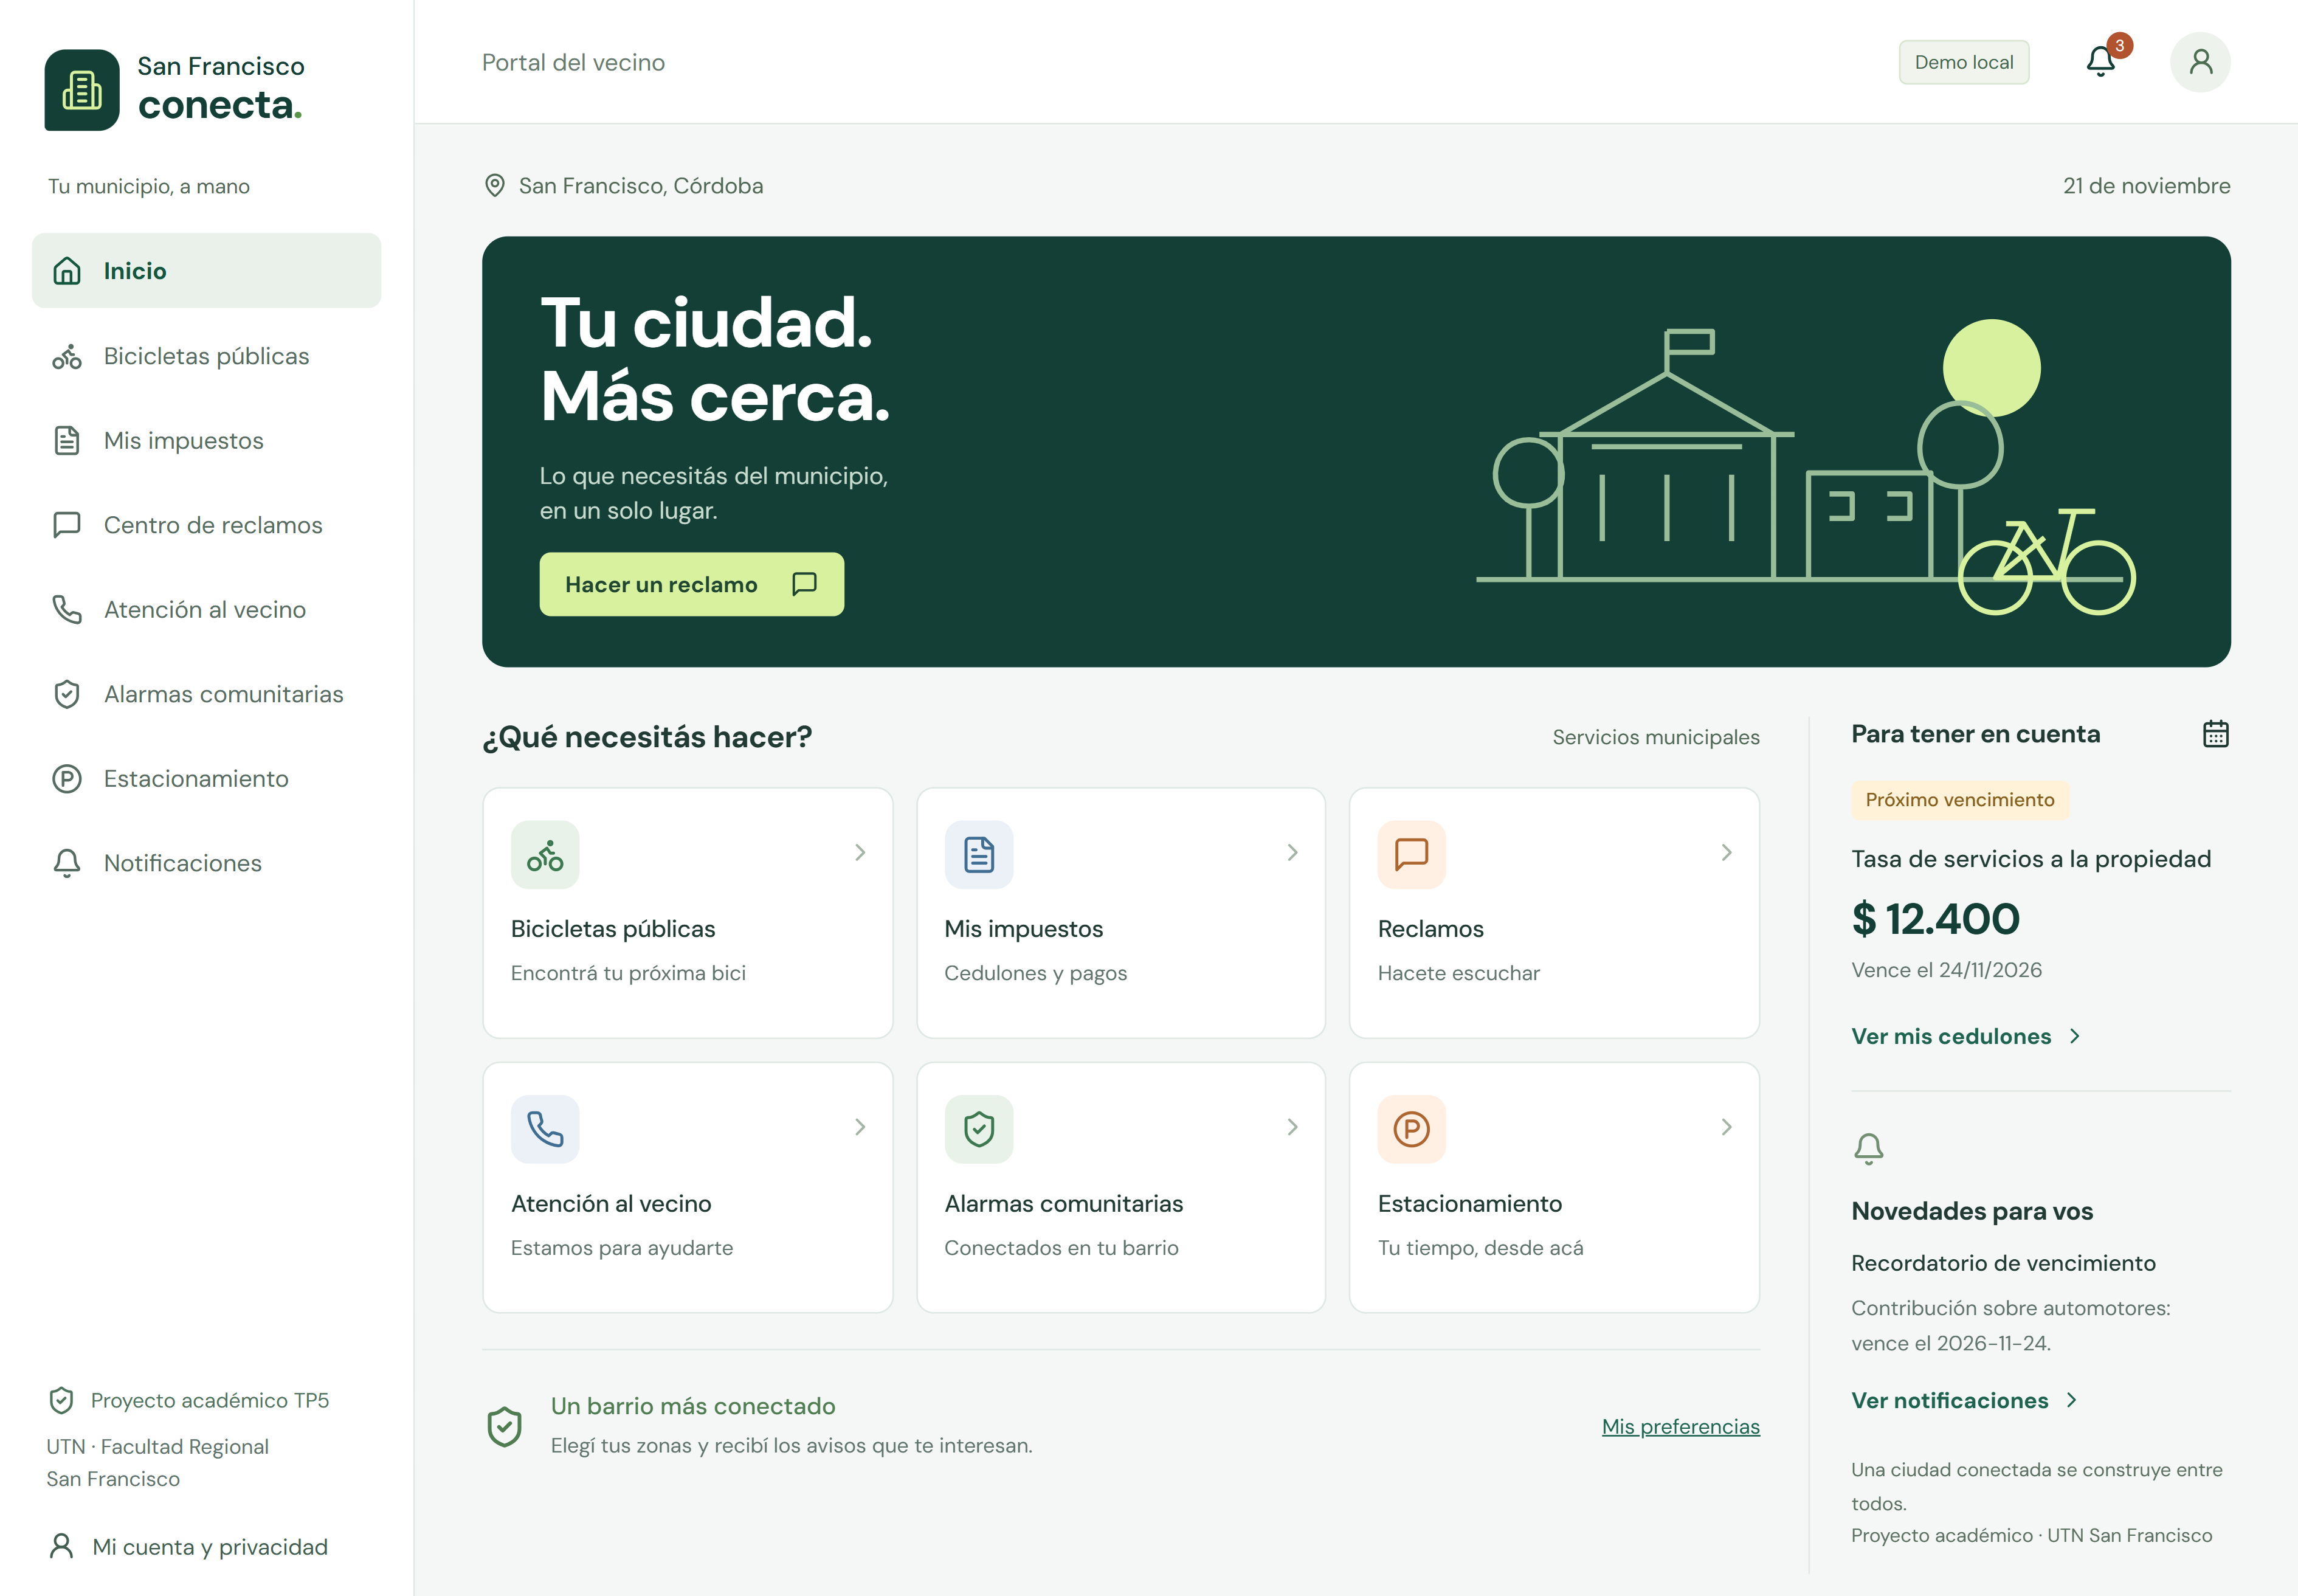 San Francisco
conecta.
Tu municipio, a mano
Inicio
Bicicletas públicas
Mis impuestos
Centro de reclamos
Atención al vecino
Alarmas comunitarias
Estacionamiento
Notificaciones
Proyecto académico TP5
UTN · Facultad Regional
San Francisco
Mi cuenta y privacidad
Portal del vecino
Demo local
3
San Francisco, Córdoba
21 de noviembre
Tu ciudad.
Más cerca.
Lo que necesitás del municipio,
en un solo lugar.
Hacer un reclamo
¿Qué necesitás hacer?
Servicios municipales
Bicicletas públicas
Encontrá tu próxima bici
Mis impuestos
Cedulones y pagos
Reclamos
Hacete escuchar
Atención al vecino
Estamos para ayudarte
Alarmas comunitarias
Conectados en tu barrio
P
Estacionamiento
Tu tiempo, desde acá
Un barrio más conectado
Elegí tus zonas y recibí los avisos que te interesan.
Mis preferencias
Para tener en cuenta
Próximo vencimiento
Tasa de servicios a la propiedad
$ 12.400
Vence el 24/11/2026
Ver mis cedulones
Novedades para vos
Recordatorio de vencimiento
Contribución sobre automotores:
vence el 2026-11-24.
Ver notificaciones
Una ciudad conectada se construye entre
todos.
Proyecto académico · UTN San Francisco